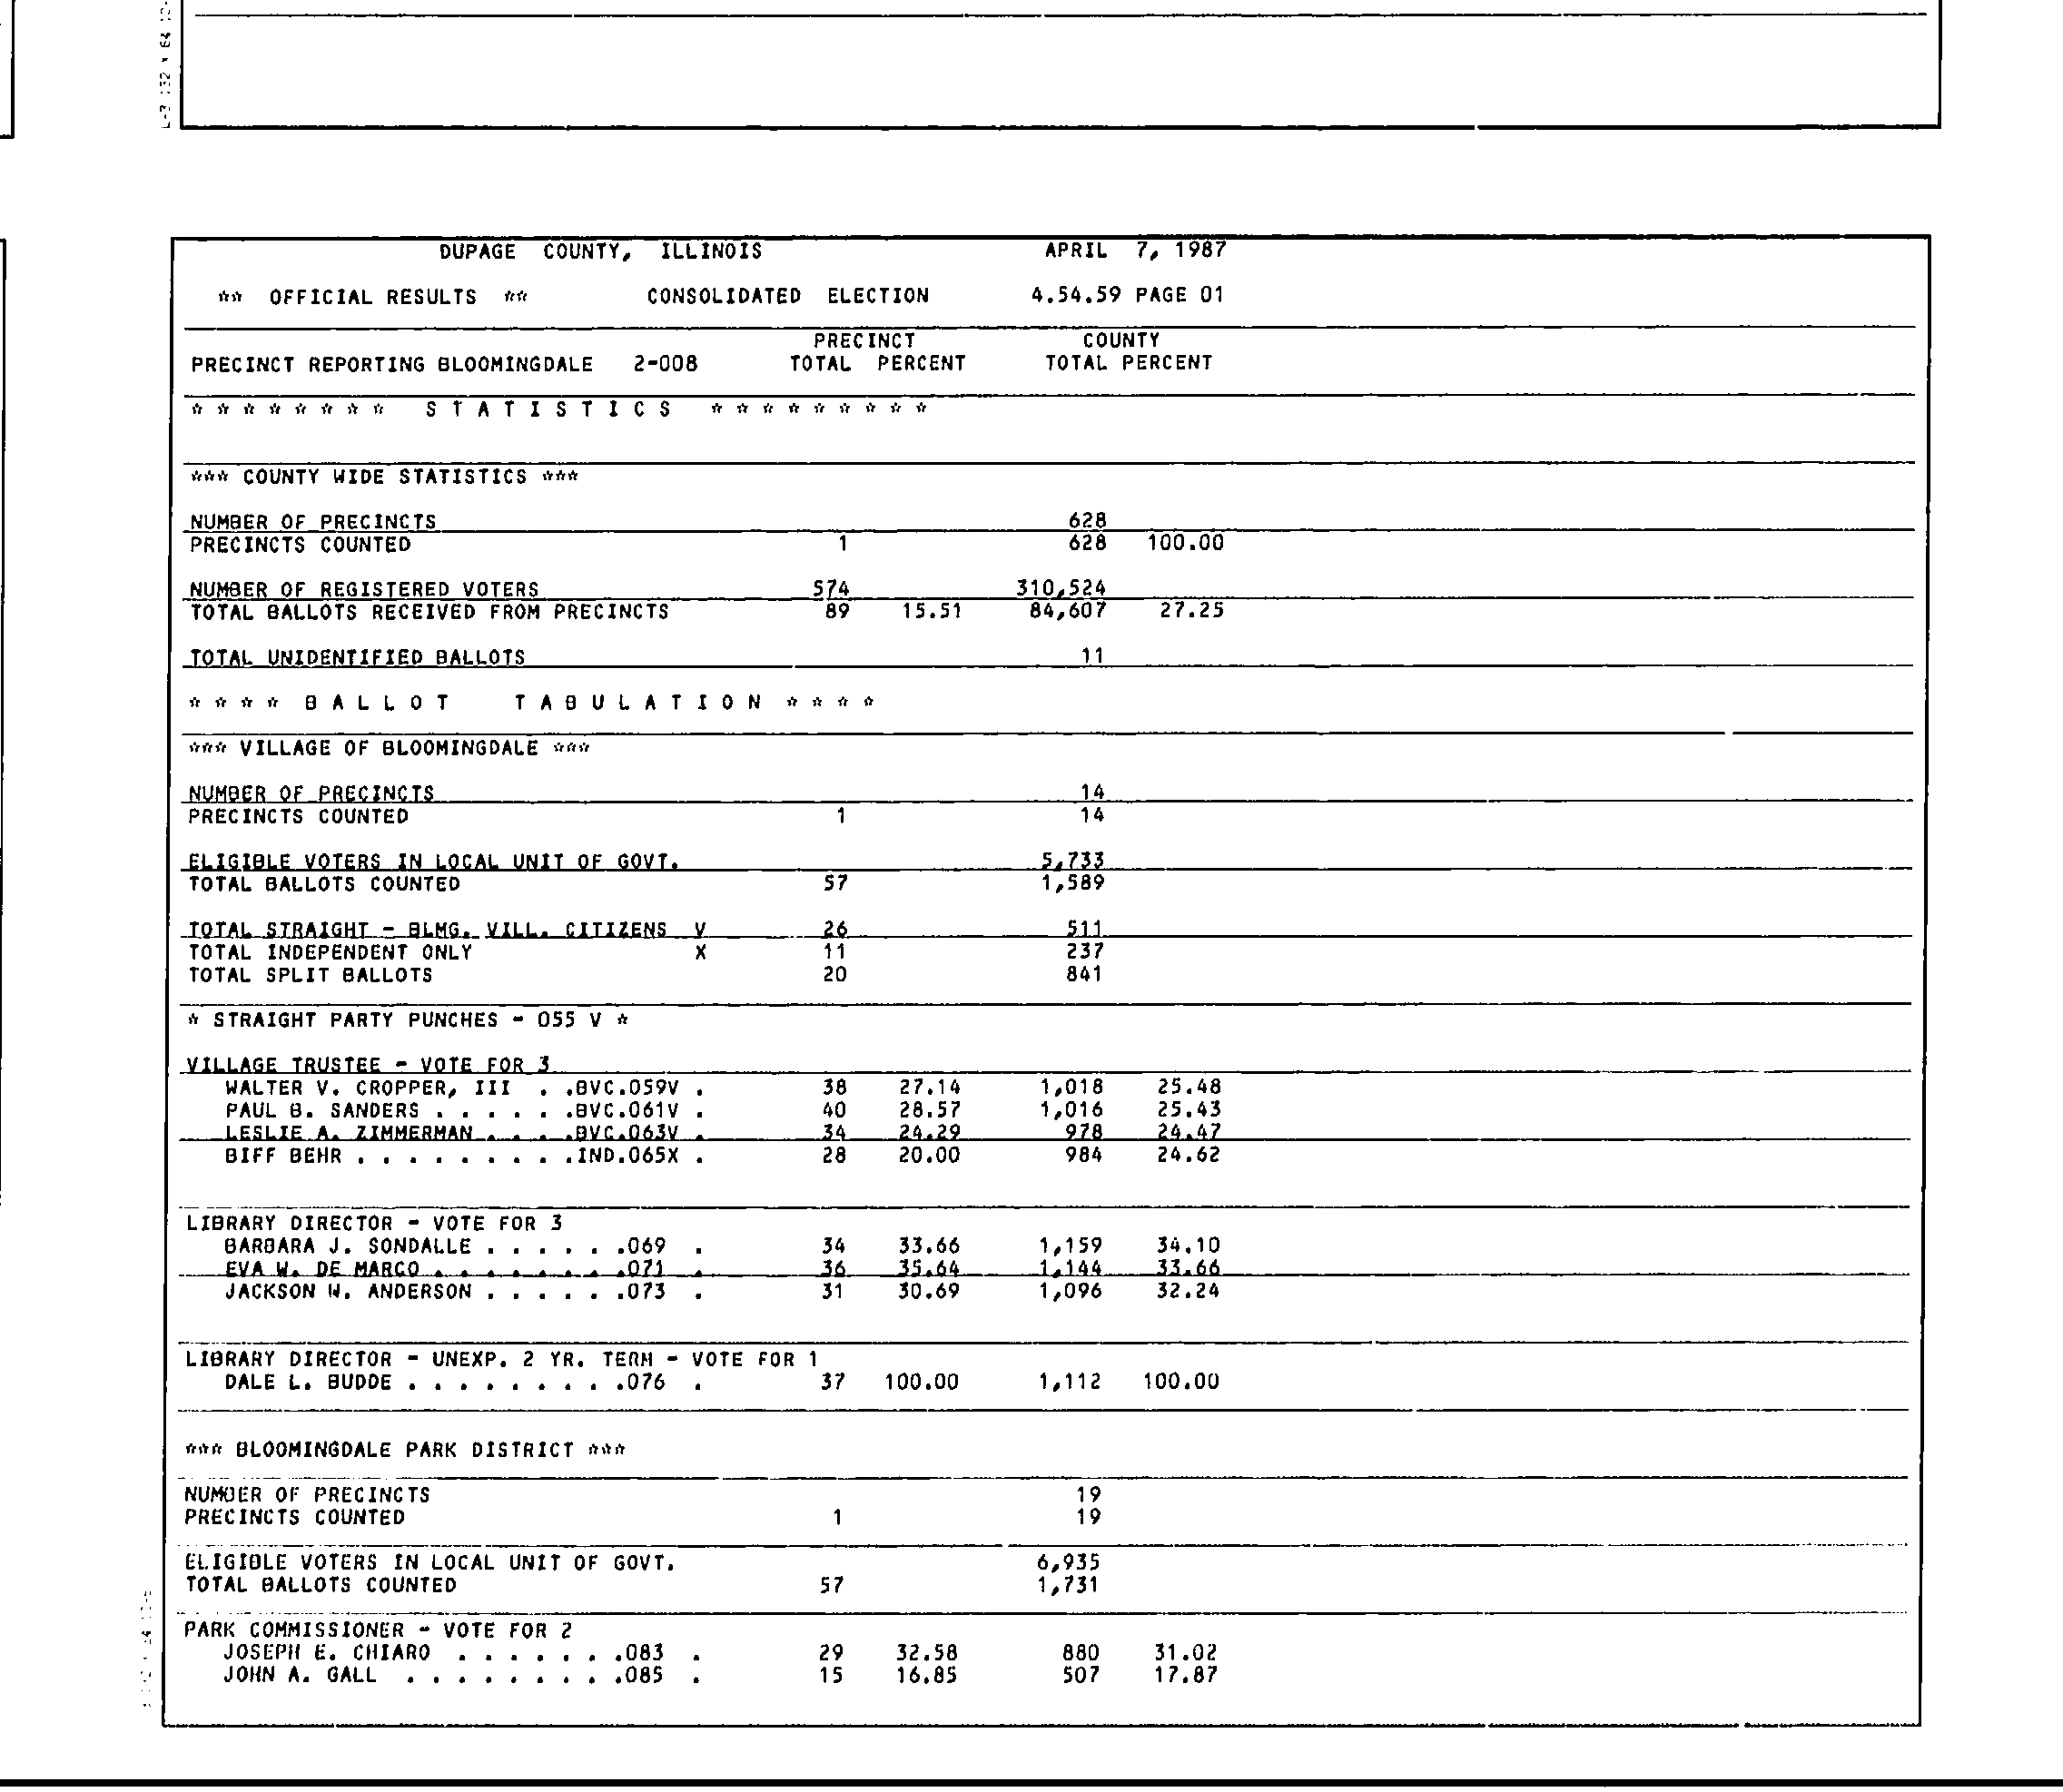 L-3 132 x 64 10-
DUPAGE COUNTY, ILLINOIS APRIL 7, 1987
** OFFICIAL RESULTS ** CONSOLIDATED ELECTION 4.54.59 PAGE 01
PRECINCT COUNTY
PRECINCT REPORTING BLOOMINGDALE 2-008 TOTAL PERCENT TOTAL PERCENT
* * * * * * * * S T A T I S T I C S * * * * * * * * *
*** COUNTY WIDE STATISTICS ***
NUMBER OF PRECINCTS 628
PRECINCTS COUNTED 1 628 100.00
NUMBER OF REGISTERED VOTERS 574 310,524
TOTAL BALLOTS RECEIVED FROM PRECINCTS 89 15.51 84,607 27.25
TOTAL UNIDENTIFIED BALLOTS 11
* * * * B A L L O T T A B U L A T I O N * * * *
*** VILLAGE OF BLOOMINGDALE ***
NUMBER OF PRECINCTS 14
PRECINCTS COUNTED 1 14
ELIGIBLE VOTERS IN LOCAL UNIT OF GOVT. 5,733
TOTAL BALLOTS COUNTED 57 1,589
TOTAL STRAIGHT - BLMG. VILL. CITIZENS V 26 511
TOTAL INDEPENDENT ONLY X 11 237
TOTAL SPLIT BALLOTS 20 841
* STRAIGHT PARTY PUNCHES - 055 V *
VILLAGE TRUSTEE - VOTE FOR 3
WALTER V. CROPPER, III . .BVC.059V . 38 27.14 1,018 25.48
PAUL B. SANDERS . . . . . .BVC.061V . 40 28.57 1,016 25.43
LESLIE A. ZIMMERMAN . . . .BVC.063V . 34 24.29 978 24.47
BIFF BEHR . . . . . . . . .IND.065X . 28 20.00 984 24.62
LIBRARY DIRECTOR - VOTE FOR 3
BARBARA J. SONDALLE . . . . . .069 . 34 33.66 1,159 34.10
EVA W. DE MARCO . . . . . . . .071 . 36 35.64 1,144 33.66
JACKSON W. ANDERSON . . . . . .073 . 31 30.69 1,096 32.24
LIBRARY DIRECTOR - UNEXP. 2 YR. TERM - VOTE FOR 1
DALE L. BUDDE . . . . . . . . .076 . 37 100.00 1,112 100.00
*** BLOOMINGDALE PARK DISTRICT ***
NUMBER OF PRECINCTS 19
PRECINCTS COUNTED 1 19
ELIGIBLE VOTERS IN LOCAL UNIT OF GOVT. 6,935
TOTAL BALLOTS COUNTED 57 1,731
PARK COMMISSIONER - VOTE FOR 2
JOSEPH E. CHIARO . . . . . . .083 . 29 32.58 880 31.02
JOHN A. GALL . . . . . . . . .085 . 15 16.85 507 17.87